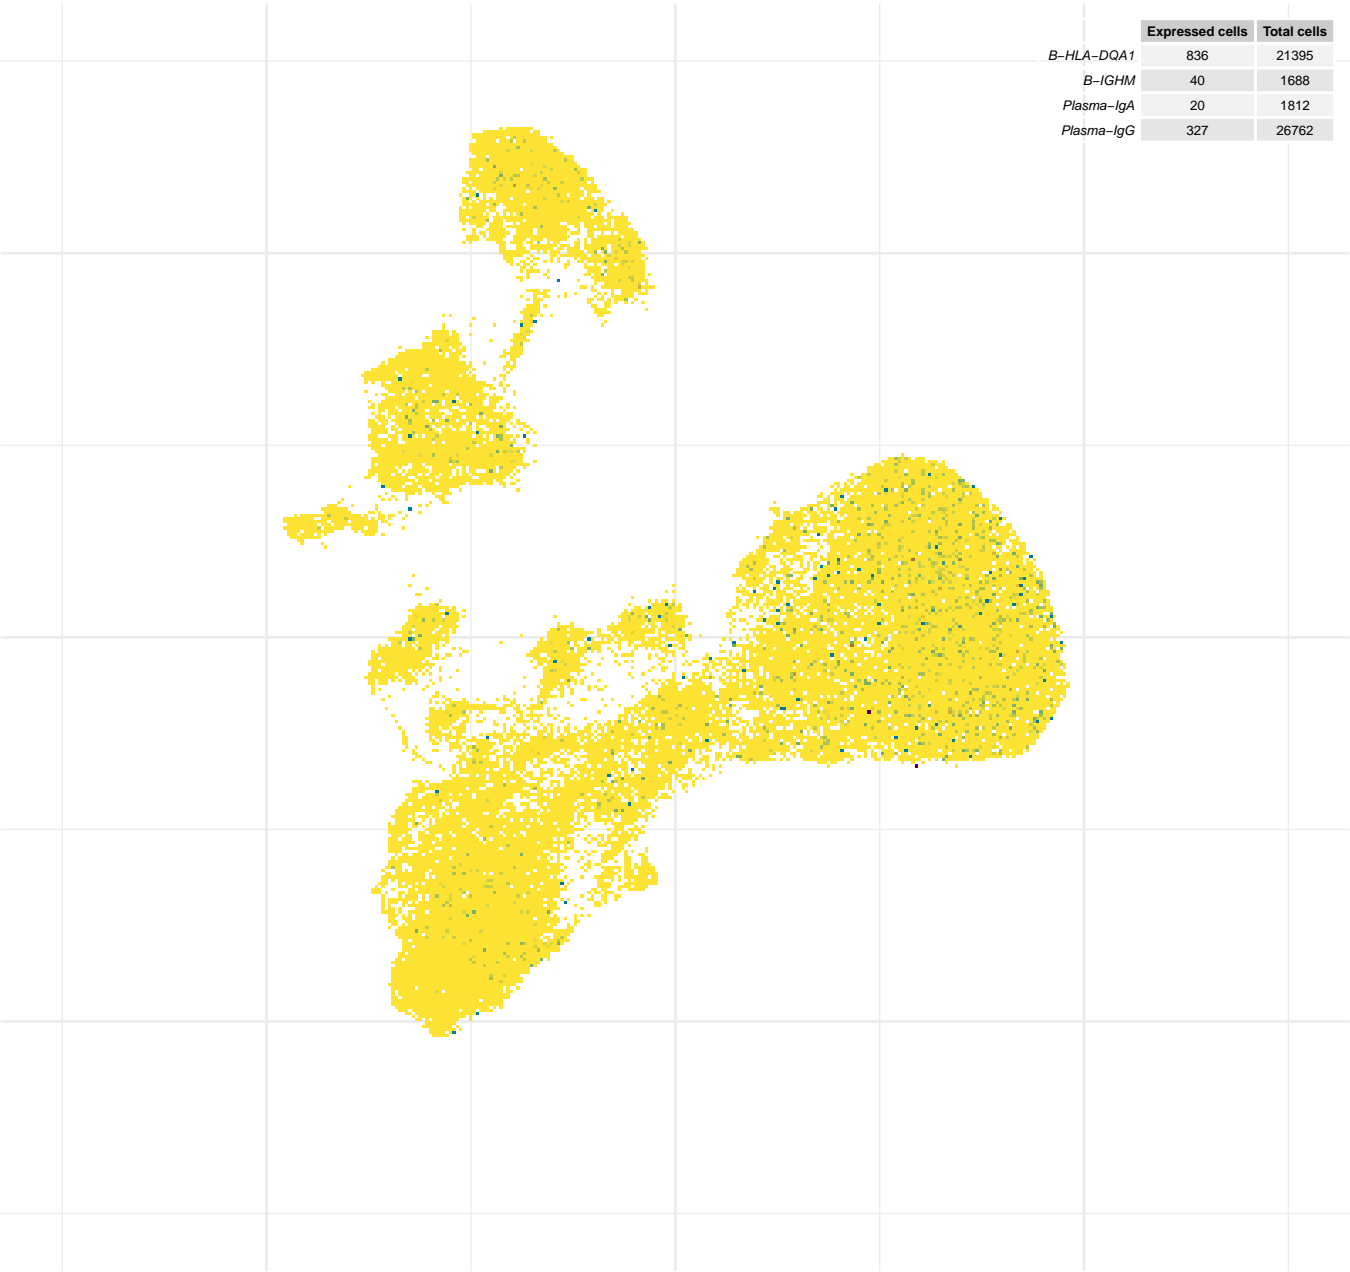 Expressed cells Total cells
B−HLA−DQA1 836 21395
B−IGHM 40 1688
Plasma−IgA 20 1812
Plasma−IgG 327 26762